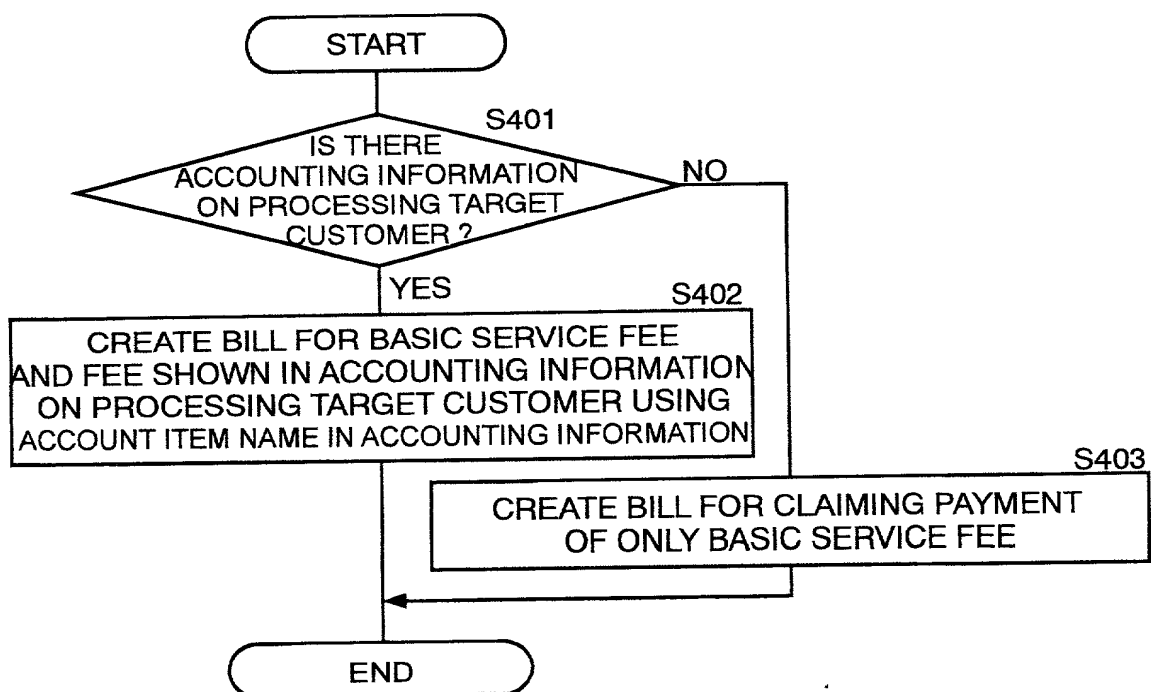 START
S401
IS THERE
ACCOUNTING INFORMATION
ON PROCESSING TARGET
CUSTOMER ?
NO
YES
S402
CREATE BILL FOR BASIC SERVICE FEE
AND FEE SHOWN IN ACCOUNTING INFORMATION
ON PROCESSING TARGET CUSTOMER USING
ACCOUNT ITEM NAME IN ACCOUNTING INFORMATION
S403
CREATE BILL FOR CLAIMING PAYMENT
OF ONLY BASIC SERVICE FEE
END